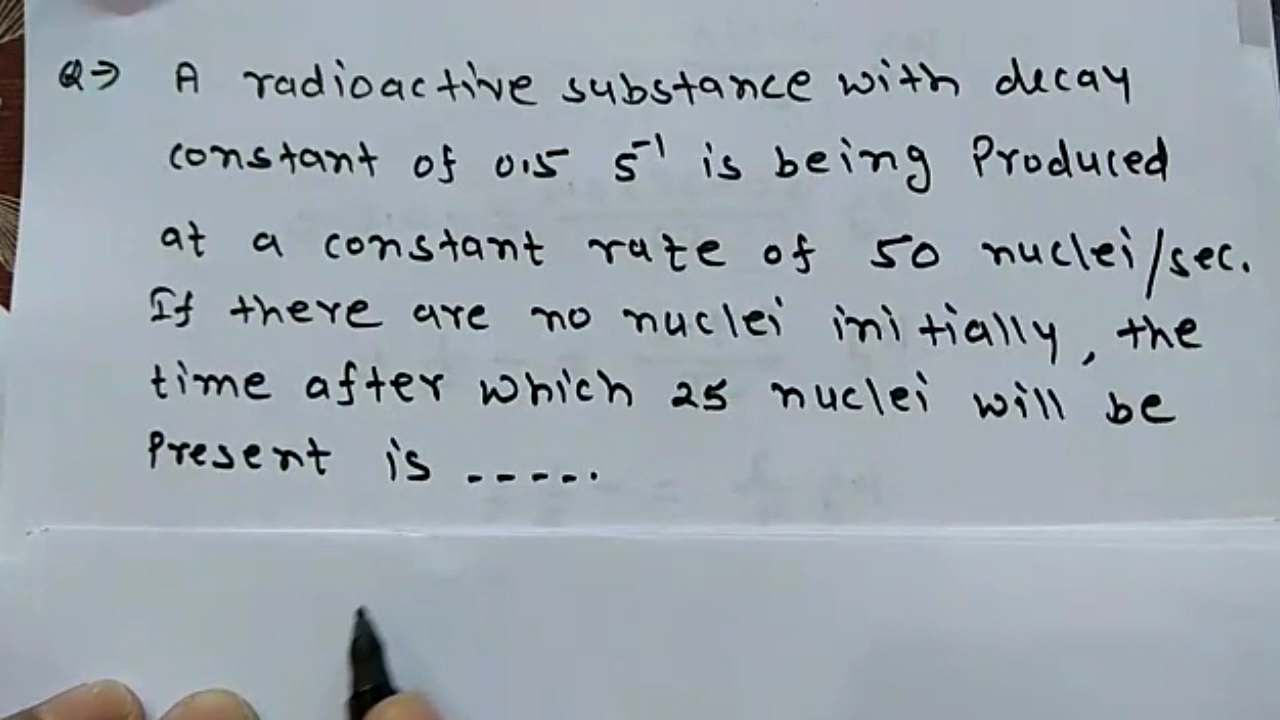 Q→ A radioactive substance with decay
constant of 0.5 s⁻¹ is being Produced
at a constant rate of 50 nuclei/sec.
If there are no nuclei initially, the
time after which 25 nuclei will be
Present is -----.